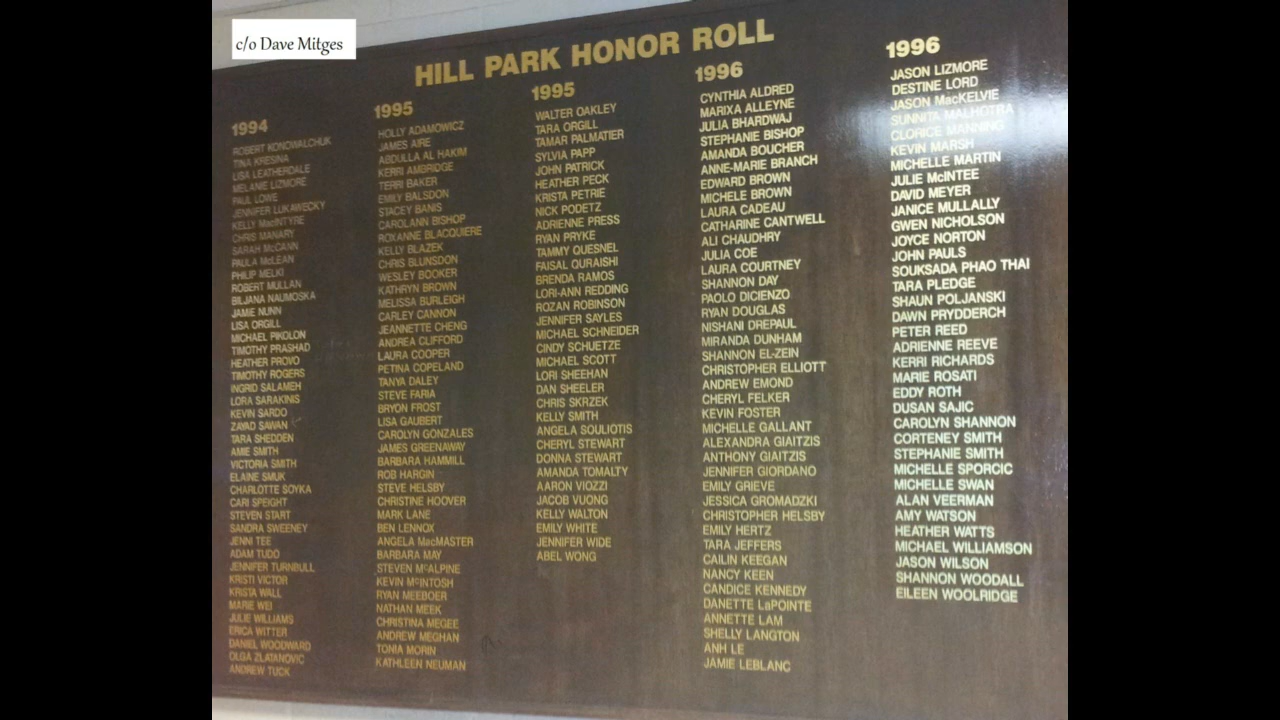 c/o Dave Mitges
HILL PARK HONOR ROLL
1994
ROBERT KONOWALCHUK
TINA KRESINA
LISA LEATHERDALE
MELANIE LIZMORE
PAUL LOWE
JENNIFER LUKAWECKY
KELLY MacINTYRE
CHRIS MANARY
SARAH McCANN
PAULA McLEAN
PHILIP MELKI
ROBERT MULLAN
BILJANA NAUMOSKA
JAMIE NUNN
LISA ORGILL
MICHAEL PIKOLON
TIMOTHY PRASHAD
HEATHER PROVO
TIMOTHY ROGERS
INGRID SALAMEH
LORA SARAKINIS
KEVIN SARDO
ZAYAD SAWAN
TARA SHEDDEN
AMIE SMITH
VICTORIA SMITH
ELAINE SMUK
CHARLOTTE SOYKA
CARI SPEIGHT
STEVEN START
SANDRA SWEENEY
JENNI TEE
ADAM TUDO
JENNIFER TURNBULL
KRISTI VICTOR
KRISTA WALL
MARIE WEI
JULIE WILLIAMS
ERICA WITTER
DANIEL WOODWARD
OLGA ZLATANOVIC
ANDREW TUCK
1995
HOLLY ADAMOWICZ
JAMES AIRE
ABDULLA AL HAKIM
KERRI AMBRIDGE
TERRI BAKER
EMILY BALSDON
STACEY BANIS
CAROLANN BISHOP
ROXANNE BLACQUIERE
KELLY BLAZEK
CHRIS BLUNSDON
WESLEY BOOKER
KATHRYN BROWN
MELISSA BURLEIGH
CARLEY CANNON
JEANNETTE CHENG
ANDREA CLIFFORD
LAURA COOPER
PETINA COPELAND
TANYA DALEY
STEVE FARIA
BRYON FROST
LISA GAUBERT
CAROLYN GONZALES
JAMES GREENAWAY
BARBARA HAMMILL
ROB HARGIN
STEVE HELSBY
CHRISTINE HOOVER
MARK LANE
BEN LENNOX
ANGELA MacMASTER
BARBARA MAY
STEVEN McALPINE
KEVIN McINTOSH
RYAN MEEBOER
NATHAN MEEK
CHRISTINA MEGEE
ANDREW MEGHAN
TONIA MORIN
KATHLEEN NEUMAN
1995
WALTER OAKLEY
TARA ORGILL
TAMAR PALMATIER
SYLVIA PAPP
JOHN PATRICK
HEATHER PECK
KRISTA PETRIE
NICK PODETZ
ADRIENNE PRESS
RYAN PRYKE
TAMMY QUESNEL
FAISAL QURAISHI
BRENDA RAMOS
LORI-ANN REDDING
ROZAN ROBINSON
JENNIFER SAYLES
MICHAEL SCHNEIDER
CINDY SCHUETZE
MICHAEL SCOTT
LORI SHEEHAN
DAN SHEELER
CHRIS SKRZEK
KELLY SMITH
ANGELA SOULIOTIS
CHERYL STEWART
DONNA STEWART
AMANDA TOMALTY
AARON VIOZZI
JACOB VUONG
KELLY WALTON
EMILY WHITE
JENNIFER WIDE
ABEL WONG
1996
CYNTHIA ALDRED
MARIXA ALLEYNE
JULIA BHARDWAJ
STEPHANIE BISHOP
AMANDA BOUCHER
ANNE-MARIE BRANCH
EDWARD BROWN
MICHELE BROWN
LAURA CADEAU
CATHARINE CANTWELL
ALI CHAUDHRY
JULIA COE
LAURA COURTNEY
SHANNON DAY
PAOLO DICIENZO
RYAN DOUGLAS
NISHANI DREPAUL
MIRANDA DUNHAM
SHANNON EL-ZEIN
CHRISTOPHER ELLIOTT
ANDREW EMOND
CHERYL FELKER
KEVIN FOSTER
MICHELLE GALLANT
ALEXANDRA GIAITZIS
ANTHONY GIAITZIS
JENNIFER GIORDANO
EMILY GRIEVE
JESSICA GROMADZKI
CHRISTOPHER HELSBY
EMILY HERTZ
TARA JEFFERS
CAILIN KEEGAN
NANCY KEEN
CANDICE KENNEDY
DANETTE LaPOINTE
ANNETTE LAM
SHELLY LANGTON
ANH LE
JAMIE LEBLANC
1996
JASON LIZMORE
DESTINE LORD
JASON MacKELVIE
SUNNITA MALHOTRA
CLORICE MANNING
KEVIN MARSH
MICHELLE MARTIN
JULIE McINTEE
DAVID MEYER
JANICE MULLALLY
GWEN NICHOLSON
JOYCE NORTON
JOHN PAULS
SOUKSADA PHAO THAI
TARA PLEDGE
SHAUN POLJANSKI
DAWN PRYDDERCH
PETER REED
ADRIENNE REEVE
KERRI RICHARDS
MARIE ROSATI
EDDY ROTH
DUSAN SAJIC
CAROLYN SHANNON
CORTENEY SMITH
STEPHANIE SMITH
MICHELLE SPORCIC
MICHELLE SWAN
ALAN VEERMAN
AMY WATSON
HEATHER WATTS
MICHAEL WILLIAMSON
JASON WILSON
SHANNON WOODALL
EILEEN WOOLRIDGE